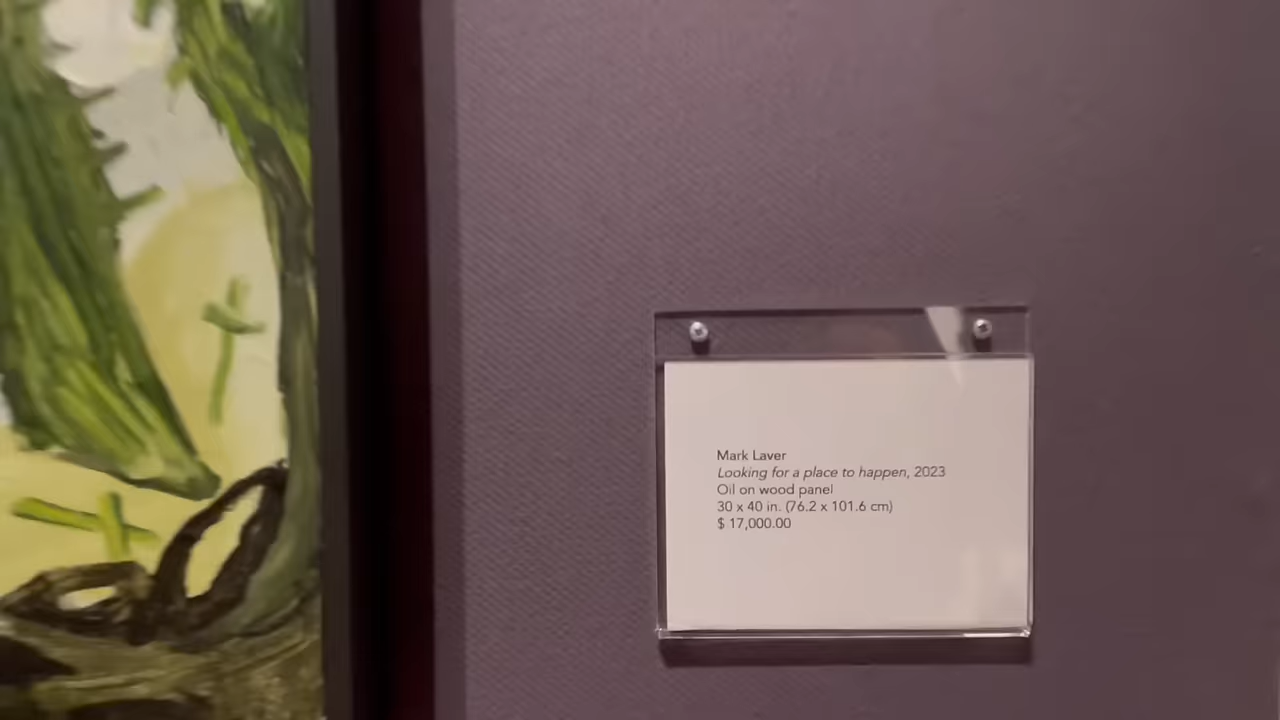 Mark Laver
Looking for a place to happen, 2023
Oil on wood panel
30 x 40 in. (76.2 x 101.6 cm)
$ 17,000.00